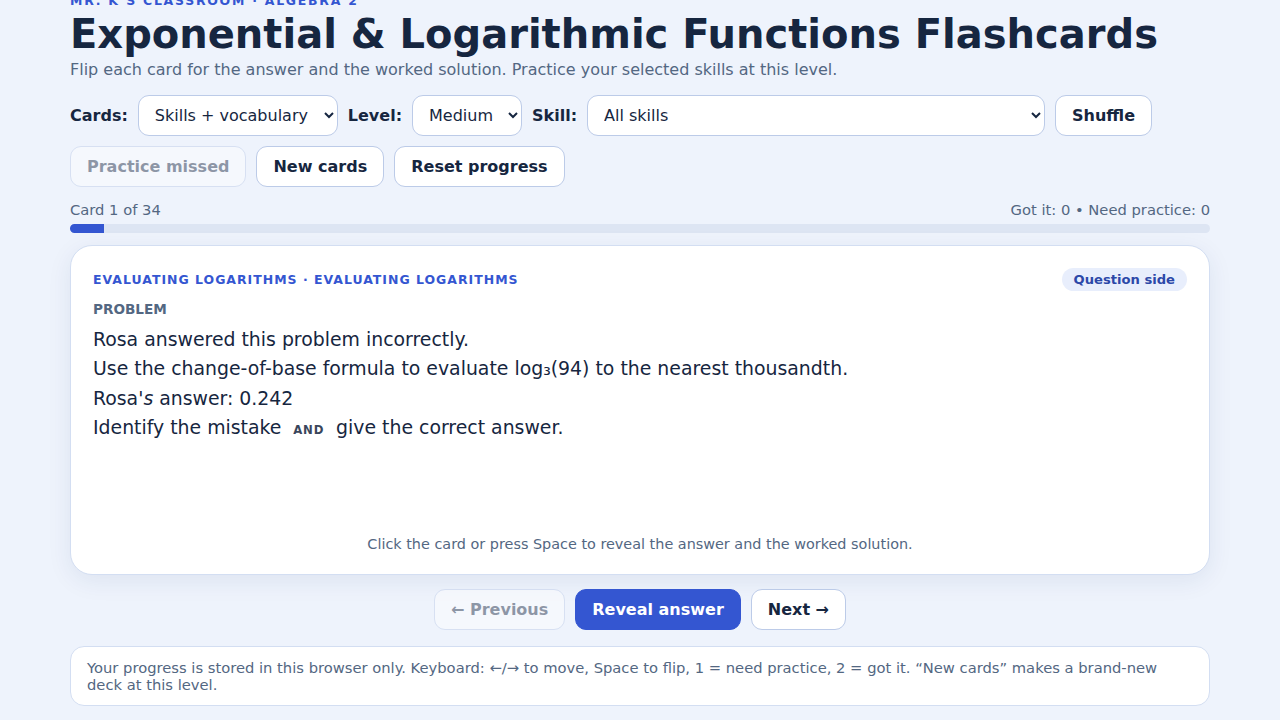 MR. K'S CLASSROOM · ALGEBRA 2
Exponential & Logarithmic Functions Flashcards
Flip each card for the answer and the worked solution. Practice your selected skills at this level.
Cards: Skills + vocabulary Level: Medium Skill: All skills Shuffle
Practice missed New cards Reset progress
Card 1 of 34 Got it: 0 • Need practice: 0
EVALUATING LOGARITHMS · EVALUATING LOGARITHMS Question side
PROBLEM
Rosa answered this problem incorrectly.
Use the change-of-base formula to evaluate log₃(94) to the nearest thousandth.
Rosa's answer: 0.242
Identify the mistake AND give the correct answer.
Click the card or press Space to reveal the answer and the worked solution.
← Previous Reveal answer Next →
Your progress is stored in this browser only. Keyboard: ←/→ to move, Space to flip, 1 = need practice, 2 = got it. “New cards” makes a brand-new
deck at this level.